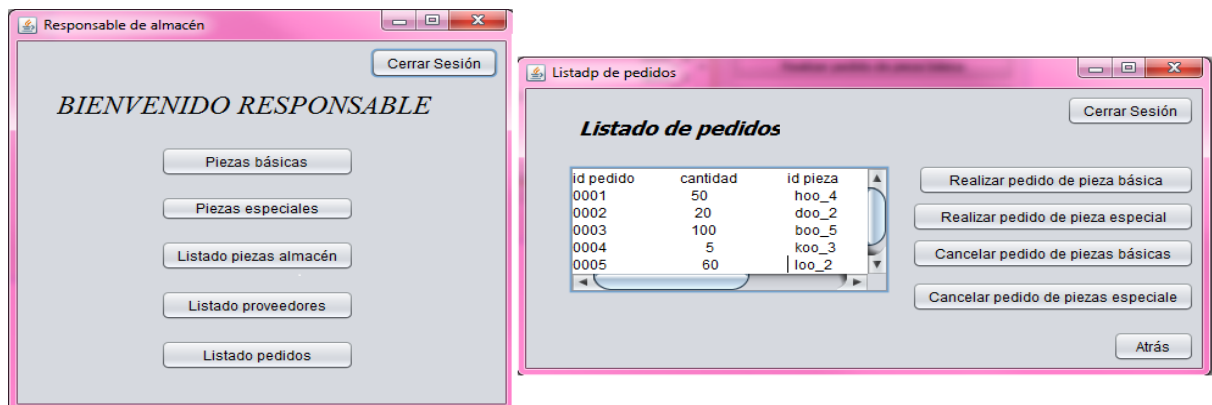 Responsable de almacén
Cerrar Sesión
BIENVENIDO RESPONSABLE
Piezas básicas
Piezas especiales
Listado piezas almacén
Listado proveedores
Listado pedidos
Listadp de pedidos
Cerrar Sesión
Listado de pedidos
id pedido cantidad id pieza
0001 50 hoo_4
0002 20 doo_2
0003 100 boo_5
0004 5 koo_3
0005 60 loo_2
Realizar pedido de pieza básica
Realizar pedido de pieza especial
Cancelar pedido de piezas básicas
Cancelar pedido de piezas especiale
Atrás